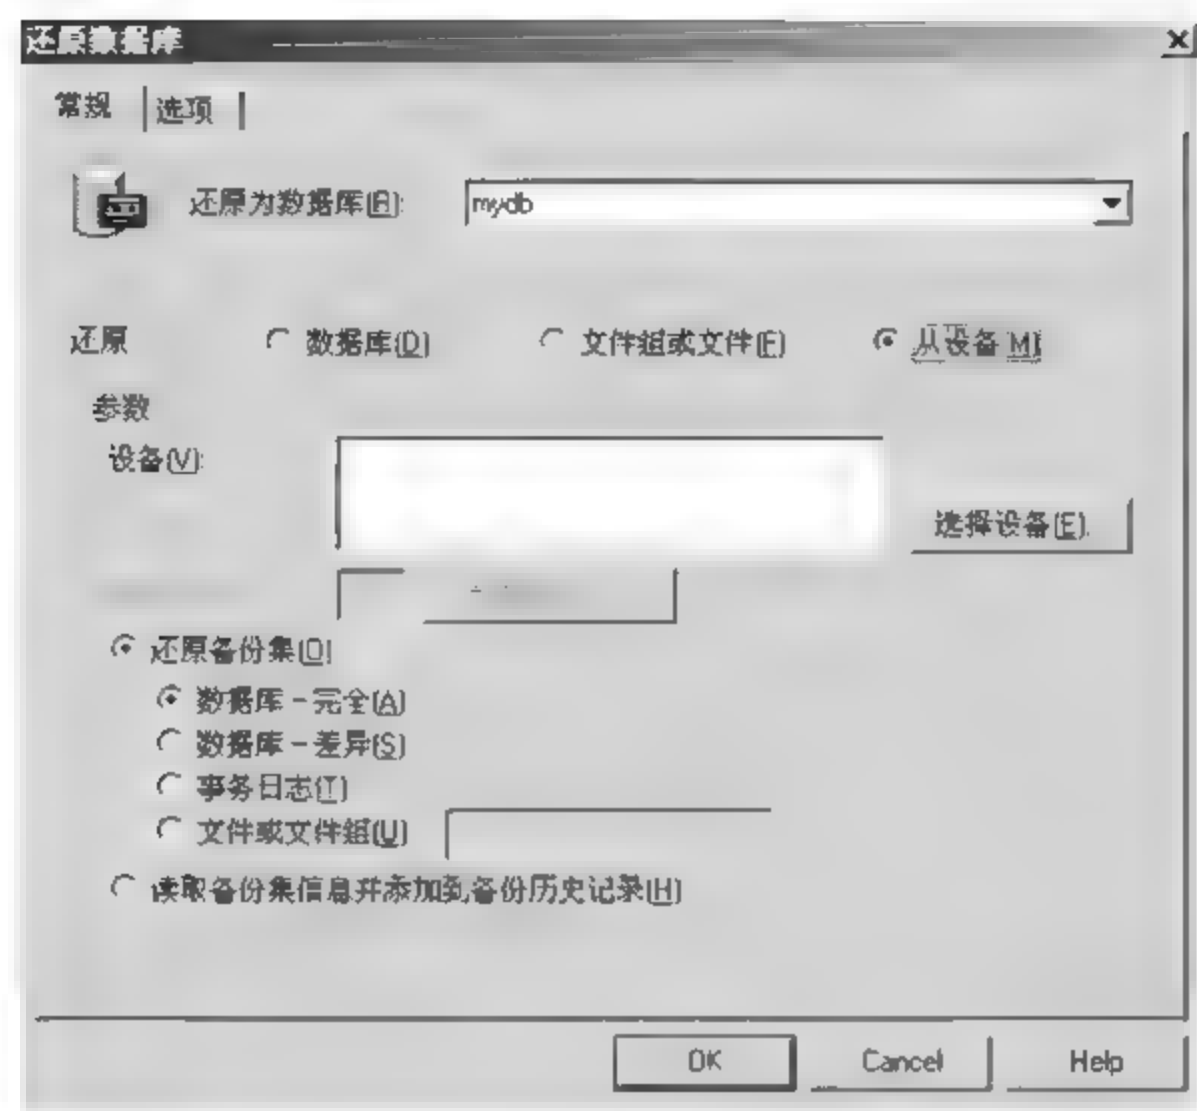 还原数据库
常规 选项
还原为数据库(B): mydb
还原 数据库(D) 文件组或文件(F) 从设备(M)
参数
设备(V):
选择设备(E)
还原备份集(O)
数据库-完全(A)
数据库-差异(S)
事务日志(T)
文件或文件组(U)
读取备份集信息并添加到备份历史记录(H)
OK Cancel Help